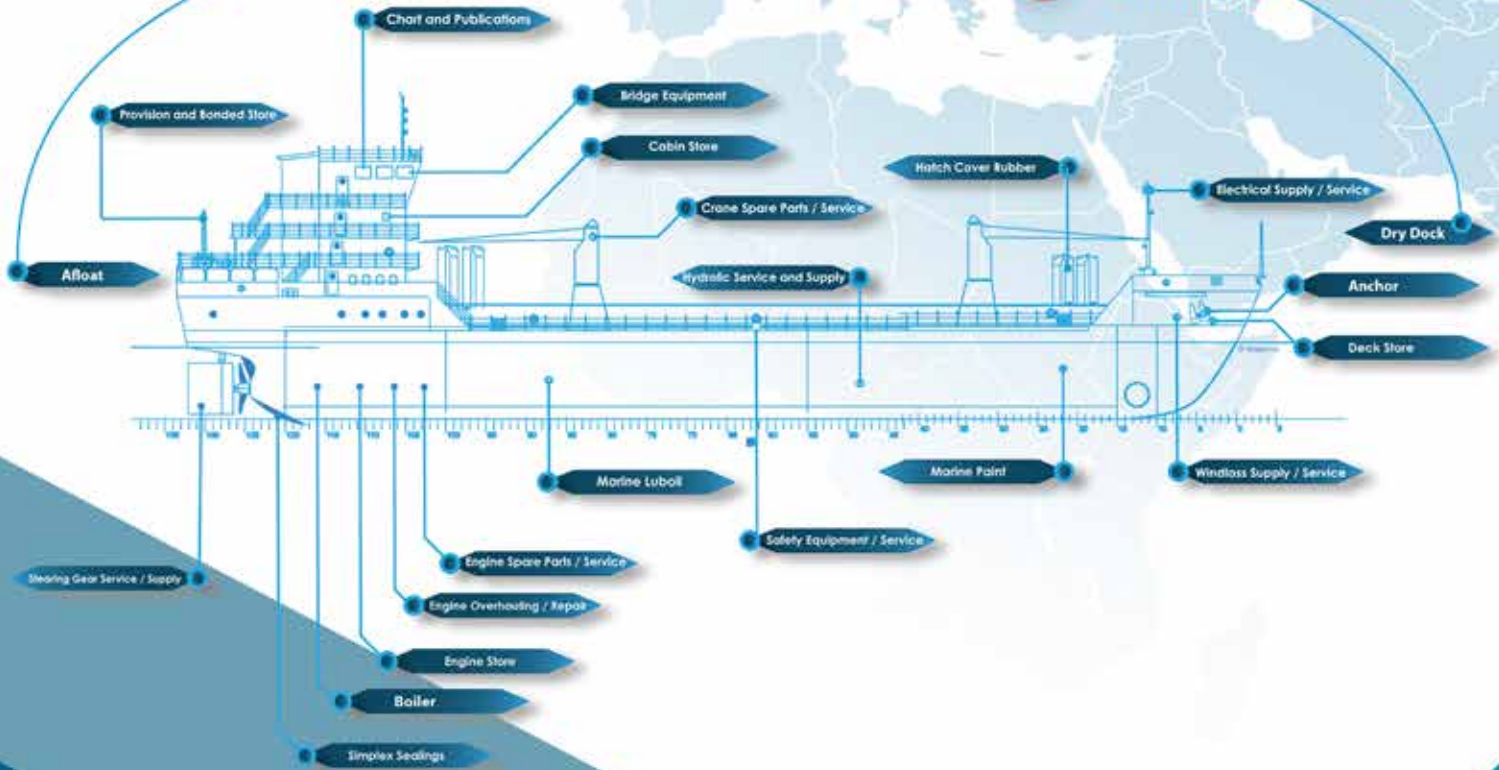 Chart and Publications
Bridge Equipment
Provision and Bonded Store
Cabin Store
Hatch Cover Rubber
Electrical Supply / Service
Crane Spare Parts / Service
Dry Dock
Afloat
Hydrolic Service and Supply
Anchor
Deck Store
Marine Paint
Windlass Supply / Service
Marine Luboil
Safety Equipment / Service
Engine Spare Parts / Service
Stearing Gear Service / Supply
Engine Overhauling / Repair
Engine Store
Boiler
Simplex Sealings